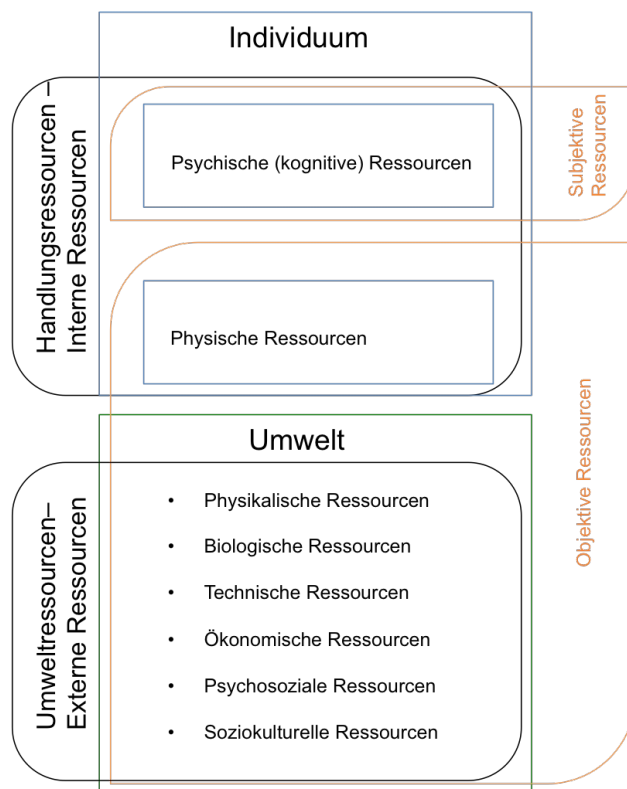 Individuum
Handlungsressourcen –
Interne Ressourcen
Psychische (kognitive) Ressourcen
Subjektive
Ressourcen
Physische Ressourcen
Umwelt
Umweltressourcen–
Externe Ressourcen
• Physikalische Ressourcen
• Biologische Ressourcen
• Technische Ressourcen
• Ökonomische Ressourcen
• Psychosoziale Ressourcen
• Soziokulturelle Ressourcen
Objektive Ressourcen